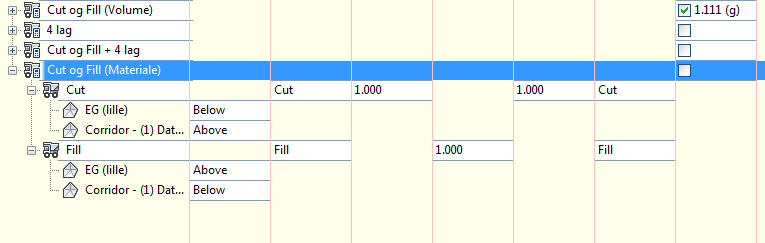 Cut og Fill (Volume) 1.111 (g)
4 lag
Cut og Fill + 4 lag
Cut og Fill (Materiale)
Cut Cut 1.000 1.000 Cut
EG (lille) Below
Corridor - (1) Dat... Above
Fill Fill 1.000 Fill
EG (lille) Above
Corridor - (1) Dat... Below